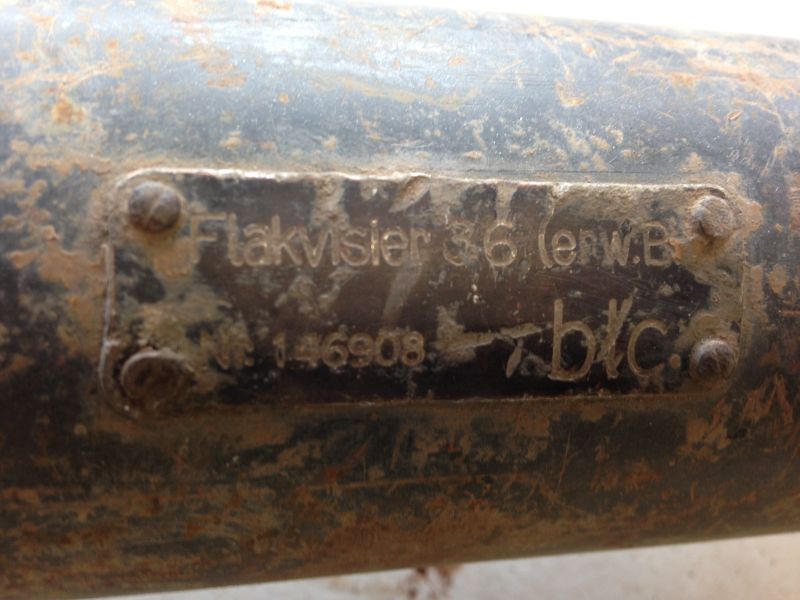 Flakvisier 36 (erw.B
Nr. 146908 blc.